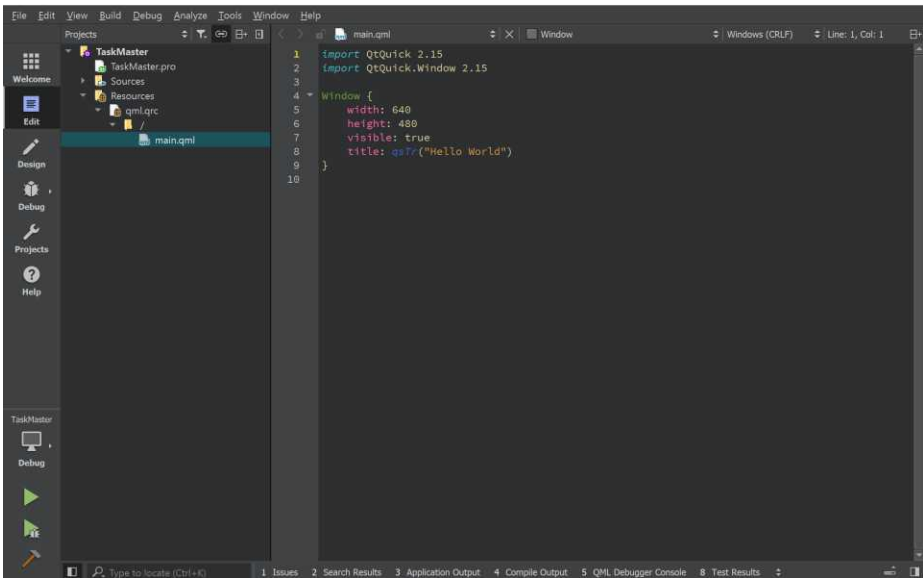 File Edit View Build Debug Analyze Tools Window Help
Projects
main.qml
Window
Windows (CRLF)
Line: 1, Col: 1
Welcome
Edit
Design
Debug
Projects
Help
TaskMaster
Debug
TaskMaster
TaskMaster.pro
Sources
Resources
qml.qrc
/
main.qml
1 import QtQuick 2.15
2 import QtQuick.Window 2.15
3
4 Window {
5 width: 640
6 height: 480
7 visible: true
8 title: qsTr("Hello World")
9 }
10
Type to locate (Ctrl+K)
1 Issues 2 Search Results 3 Application Output 4 Compile Output 5 QML Debugger Console 8 Test Results